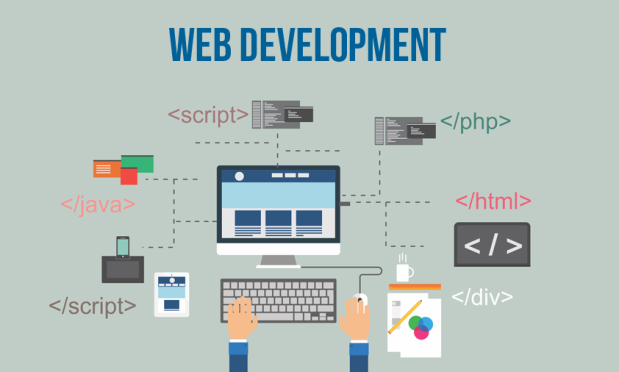 WEB DEVELOPMENT
<script>
</php>
</java>
</html>
</ >
</script>
</div>